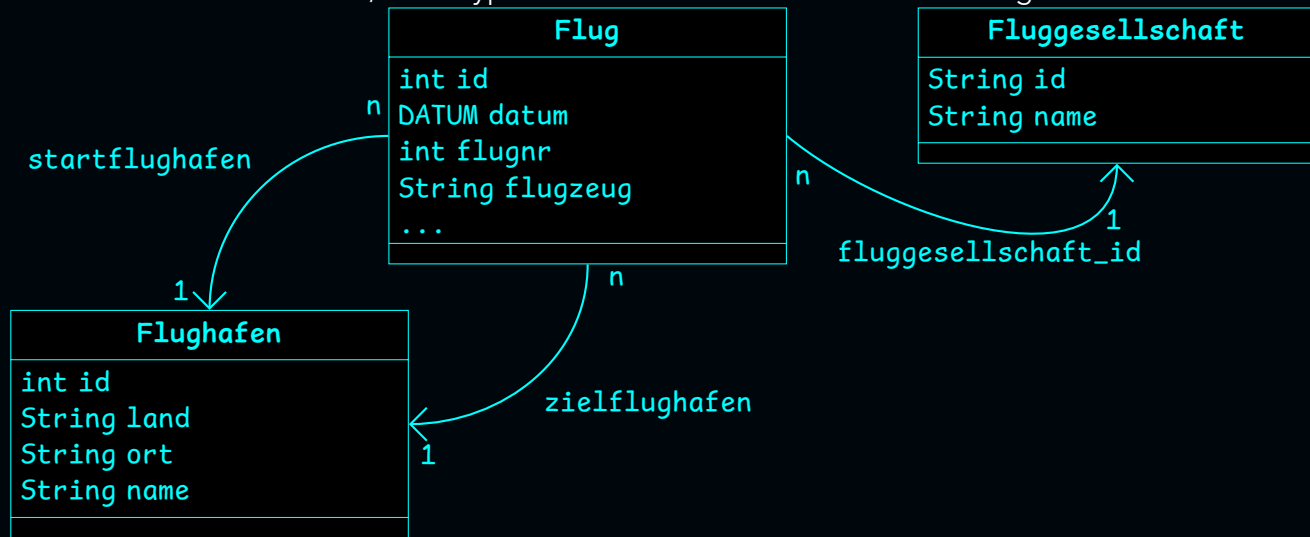 Flug
int id
DATUM datum
int flugnr
String flugzeug
...
Fluggesellschaft
String id
String name
n
startflughafen
1
n
1
fluggesellschaft_id
n
zielflughafen
1
Flughafen
int id
String land
String ort
String name